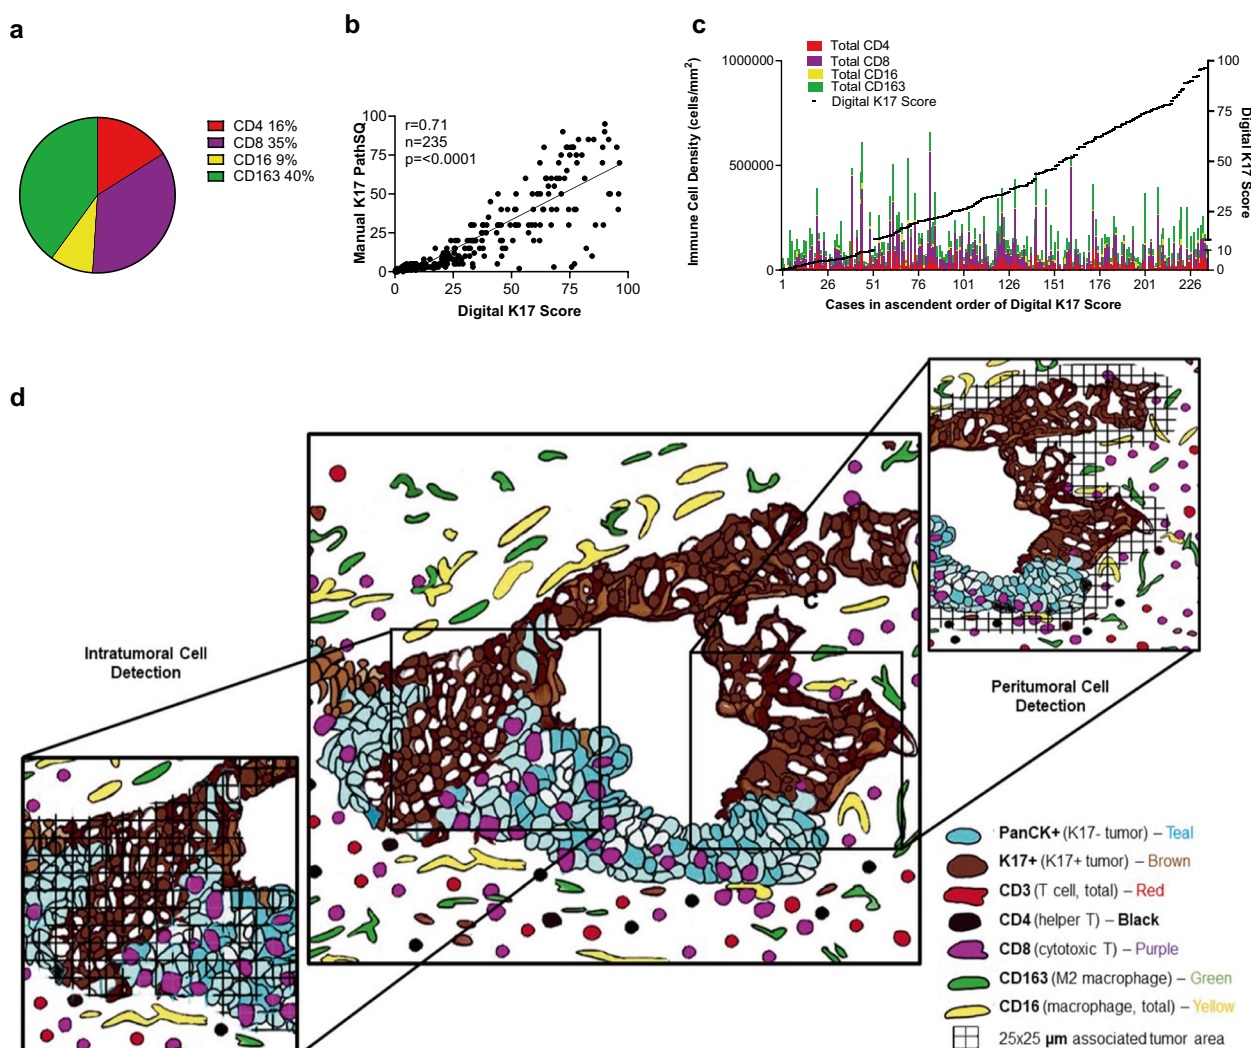 a
CD4 16%
CD8 35%
CD16 9%
CD163 40%
b
Manual K17 PathSQ
100
75
50
25
0
r=0.71
n=235
p=<0.0001
0 25 50 75 100
Digital K17 Score
c
Immune Cell Density (cells/mm²)
1000000
500000
0
Total CD4
Total CD8
Total CD16
Total CD163
Digital K17 Score
100
75
50
25
10
0
Digital K17 Score
1 26 51 76 101 126 151 176 201 226
Cases in ascendent order of Digital K17 Score
d
Intratumoral Cell
Detection
C
Peritumoral Cell
Detection
PanCK+ (K17- tumor) – Teal
K17+ (K17+ tumor) – Brown
CD3 (T cell, total) – Red
CD4 (helper T) – Black
CD8 (cytotoxic T) – Purple
CD163 (M2 macrophage) – Green
CD16 (macrophage, total) – Yellow
25x25 µm associated tumor area